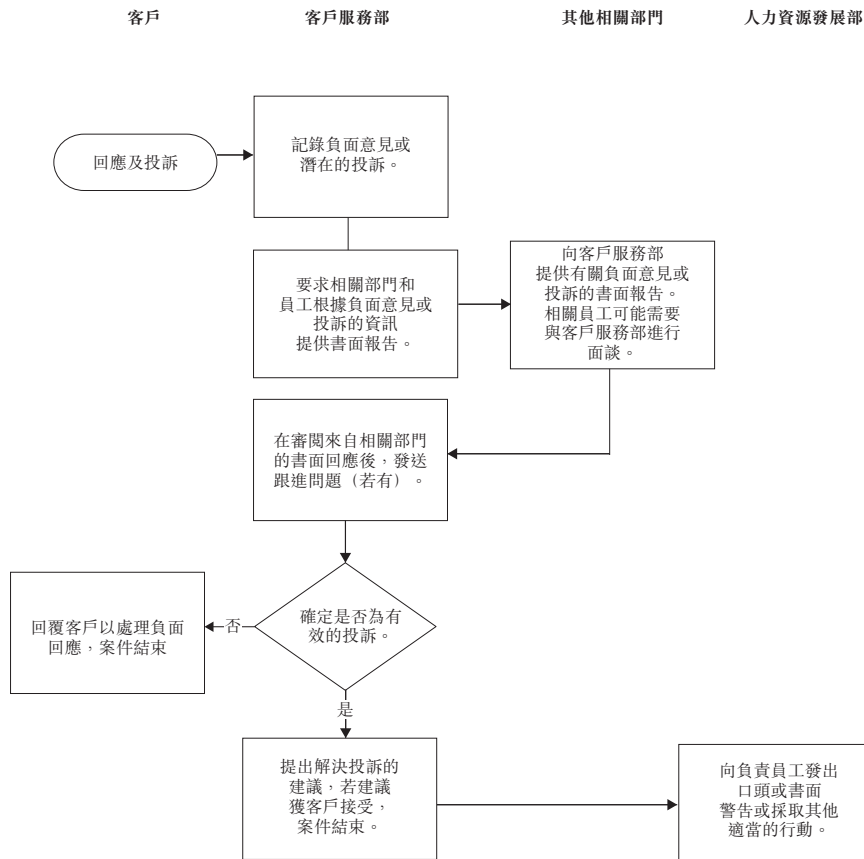 客戶
客戶服務部
其他相關部門
人力資源發展部
回應及投訴
記錄負面意見或
潛在的投訴。
要求相關部門和
員工根據負面意見或
投訴的資訊
提供書面報告。
向客戶服務部
提供有關負面意見或
投訴的書面報告。
相關員工可能需要
與客戶服務部進行
面談。
在審閱來自相關部門
的書面回應後，發送
跟進問題（若有）。
確定是否為有
效的投訴。
否
回覆客戶以處理負面
回應，案件結束
是
提出解決投訴的
建議，若建議
獲客戶接受，
案件結束。
向負責員工發出
口頭或書面
警告或採取其他
適當的行動。